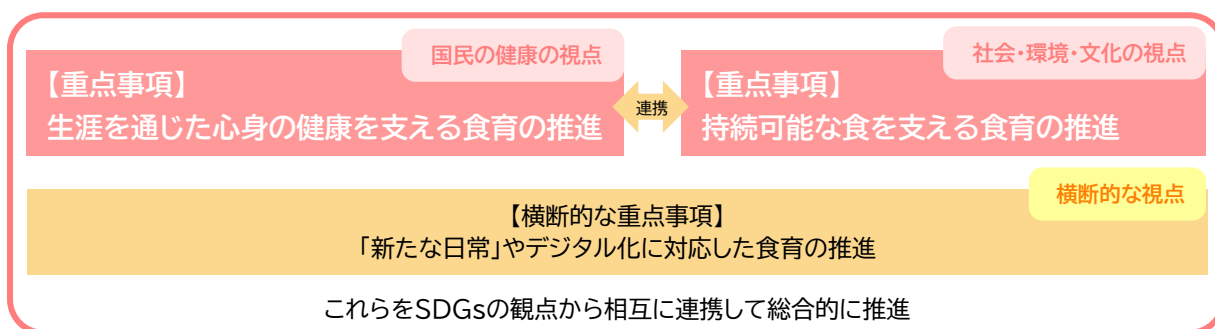 国民の健康の視点
【重点事項】
生涯を通じた心身の健康を支える食育の推進
連携
社会・環境・文化の視点
【重点事項】
持続可能な食を支える食育の推進
横断的な視点
【横断的な重点事項】
「新たな日常」やデジタル化に対応した食育の推進
これらをSDGsの観点から相互に連携して総合的に推進